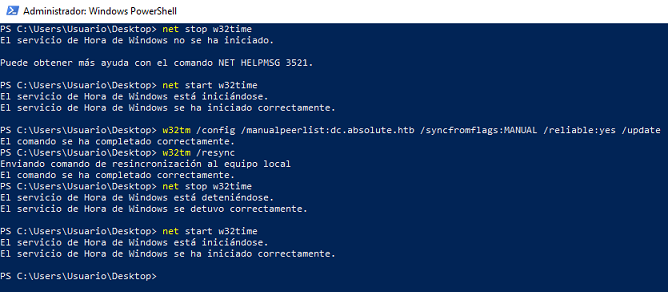 Administrador: Windows PowerShell
PS C:\Users\Usuario\Desktop> net stop w32time
El servicio de Hora de Windows no se ha iniciado.
Puede obtener más ayuda con el comando NET HELPMSG 3521.
PS C:\Users\Usuario\Desktop> net start w32time
El servicio de Hora de Windows está iniciándose.
El servicio de Hora de Windows se ha iniciado correctamente.
PS C:\Users\Usuario\Desktop> w32tm /config /manualpeerlist:dc.absolute.htb /syncfromflags:MANUAL /reliable:yes /update
El comando se ha completado correctamente.
PS C:\Users\Usuario\Desktop> w32tm /resync
Enviando comando de resincronización al equipo local
El comando se ha completado correctamente.
PS C:\Users\Usuario\Desktop> net stop w32time
El servicio de Hora de Windows está deteniéndose.
El servicio de Hora de Windows se detuvo correctamente.
PS C:\Users\Usuario\Desktop> net start w32time
El servicio de Hora de Windows está iniciándose.
El servicio de Hora de Windows se ha iniciado correctamente.
PS C:\Users\Usuario\Desktop>